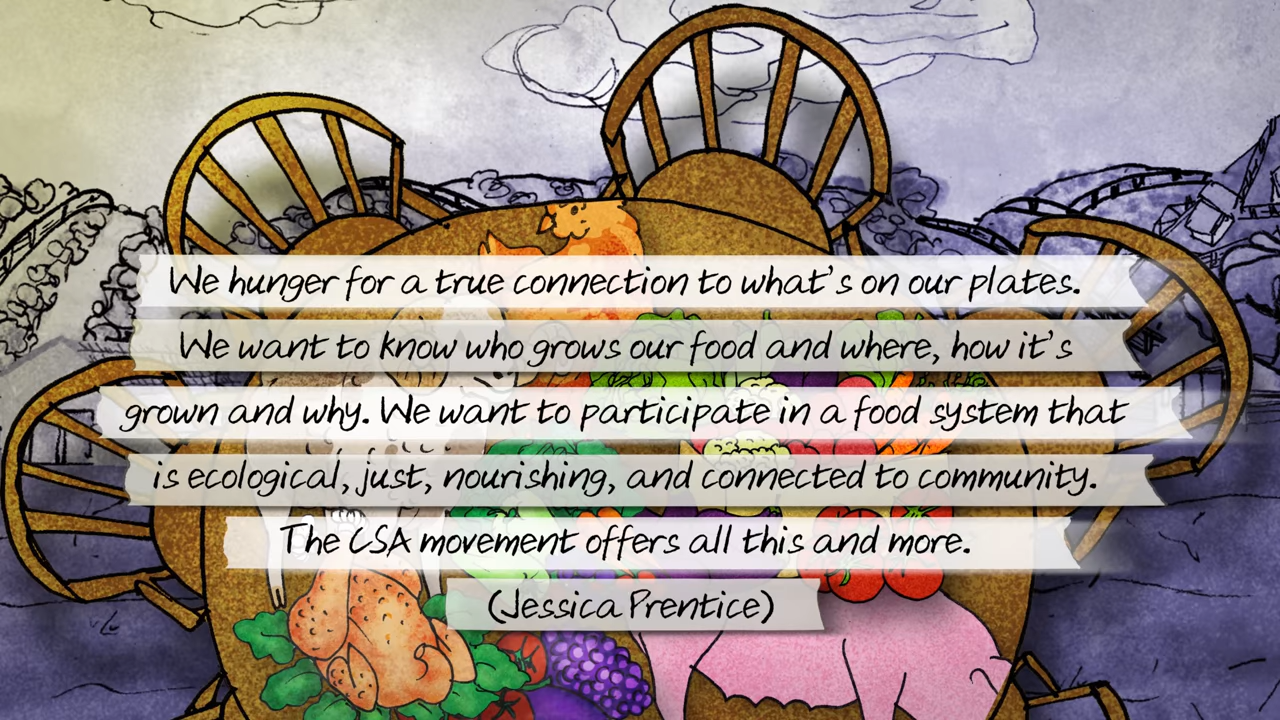 We hunger for a true connection to what's on our plates.
We want to know who grows our food and where, how it's
grown and why. We want to participate in a food system that
is ecological, just, nourishing, and connected to community.
The CSA movement offers all this and more.
(Jessica Prentice)